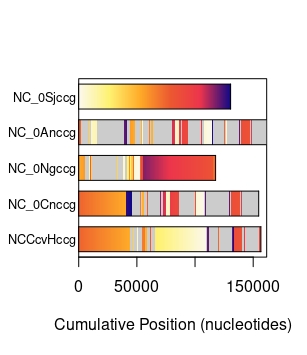 NC_0Sjccg
NC_0Anccg
NC_0Ngccg
NC_0Cnccg
NCCcvHccg
0
50000
150000
Cumulative Position (nucleotides)